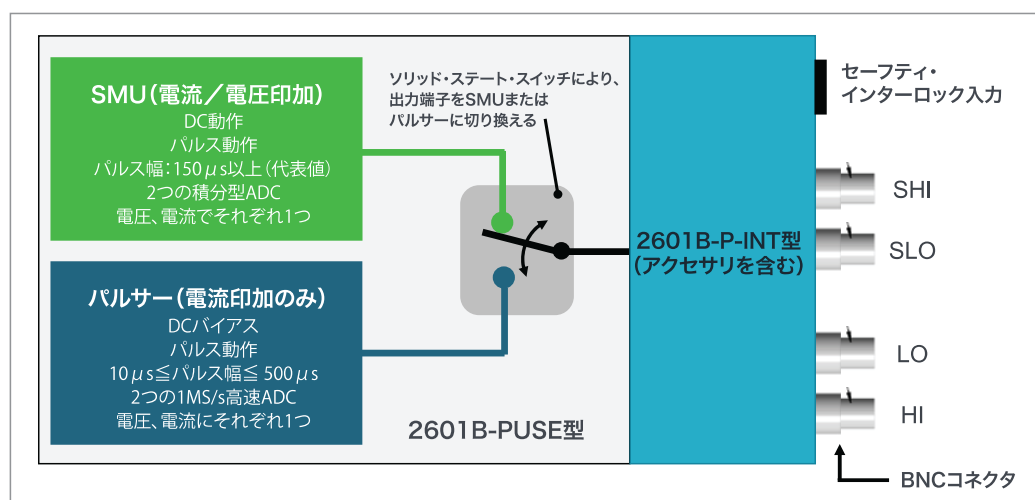 SMU（電流／電圧印加）
DC動作
パルス動作
パルス幅：150μs以上（代表値）
2つの積分型ADC
電圧、電流でそれぞれ1つ
パルサー（電流印加のみ）
DCバイアス
パルス動作
10μs≦パルス幅≦ 500μs
2つの1MS/s高速ADC
電圧、電流にそれぞれ1つ
ソリッド・ステート・スイッチにより、
出力端子をSMUまたは
パルサーに切り換える
2601B-PUSE型
2601B-P-INT型
（アクセサリを含む）
セーフティ・
インターロック入力
SHI
SLO
LO
HI
BNCコネクタ